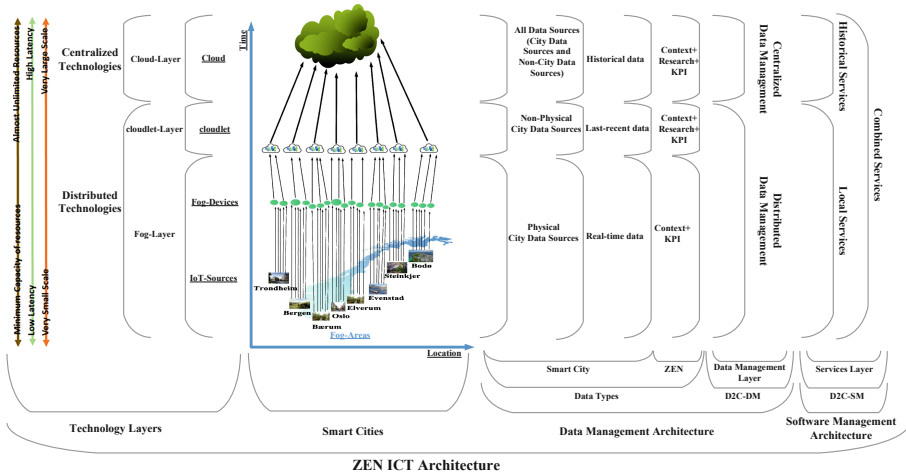 Almost Unlimited Resources
High Latency
Very Large Scale
Minimum Capacity of resources
Low Latency
Very Small Scale
Centralized
Technologies
Distributed
Technologies
Cloud-Layer
cloudlet-Layer
Fog-Layer
Cloud
cloudlet
Fog-Devices
IoT-Sources
Time
Trondheim
Bergen
Bærum
Oslo
Elverum
Evenstad
Steinkjer
Bodø
Fog-Areas
Location
All Data Sources
(City Data
Sources and
Non-City Data
Sources)
Historical data
Context+
Research+
KPI
Non-Physical
City Data Sources
Last-recent data
Context+
Research+
KPI
Physical
City Data Sources
Real-time data
Context+
KPI
Centralized
Data Management
Distributed
Data Management
Historical Services
Local Services
Combined Services
Smart City
ZEN
Data Management
Layer
Services Layer
Data Types
D2C-DM
D2C-SM
Technology Layers
Smart Cities
Data Management Architecture
Software Management
Architecture
ZEN ICT Architecture